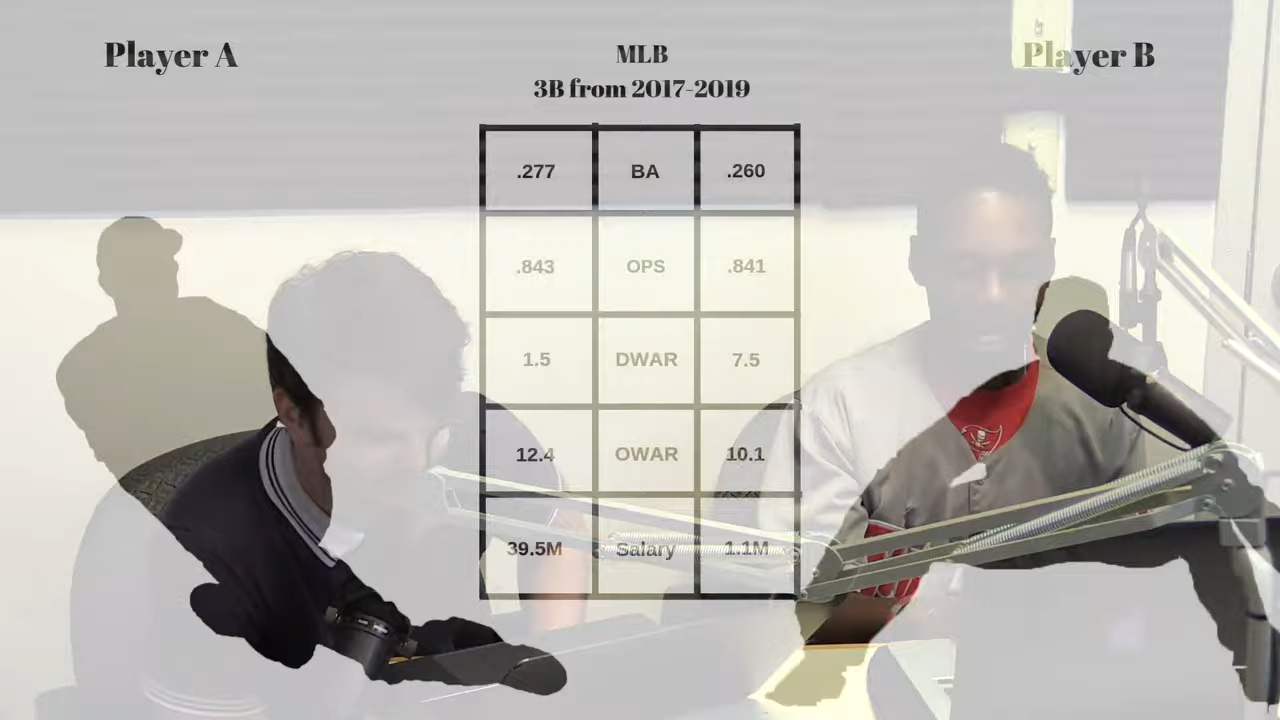 Player A
MLB
Player B
3B from 2017-2019
.277 BA .260
.843 OPS .841
1.5 DWAR 7.5
12.4 OWAR 10.1
39.5M Salary 1.1M